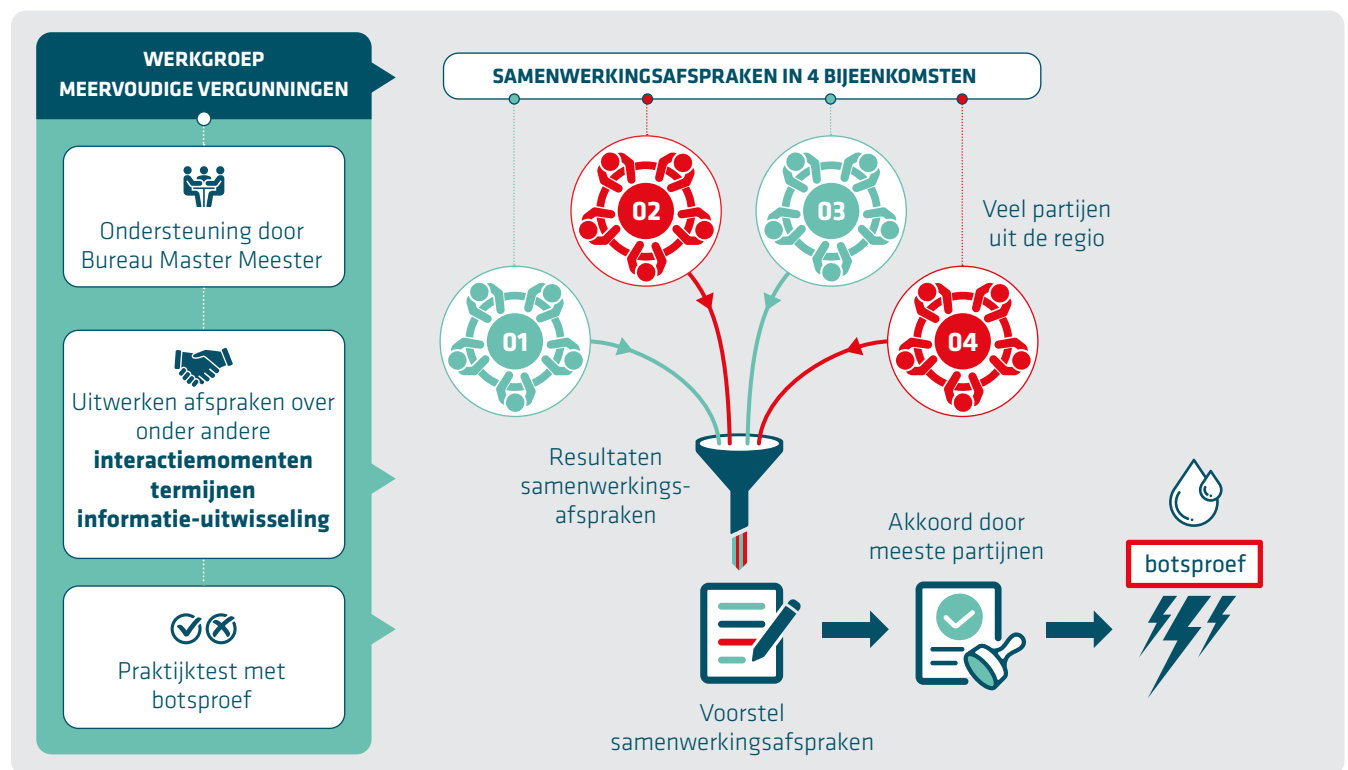 WERKGROEP
MEERVOUDIGE VERGUNNINGEN
Ondersteuning door
Bureau Master Meester
Uitwerken afspraken over
onder andere
interactiemomenten
termijnen
informatie-uitwisseling
Praktijktest met
botsproef
SAMENWERKINGSAFSPRAKEN IN 4 BIJEENKOMSTEN
01
02
03
04
Veel partijen
uit de regio
Resultaten
samenwerkings-
afspraken
Voorstel
samenwerkingsafspraken
Akkoord door
meeste partijnen
botsproef